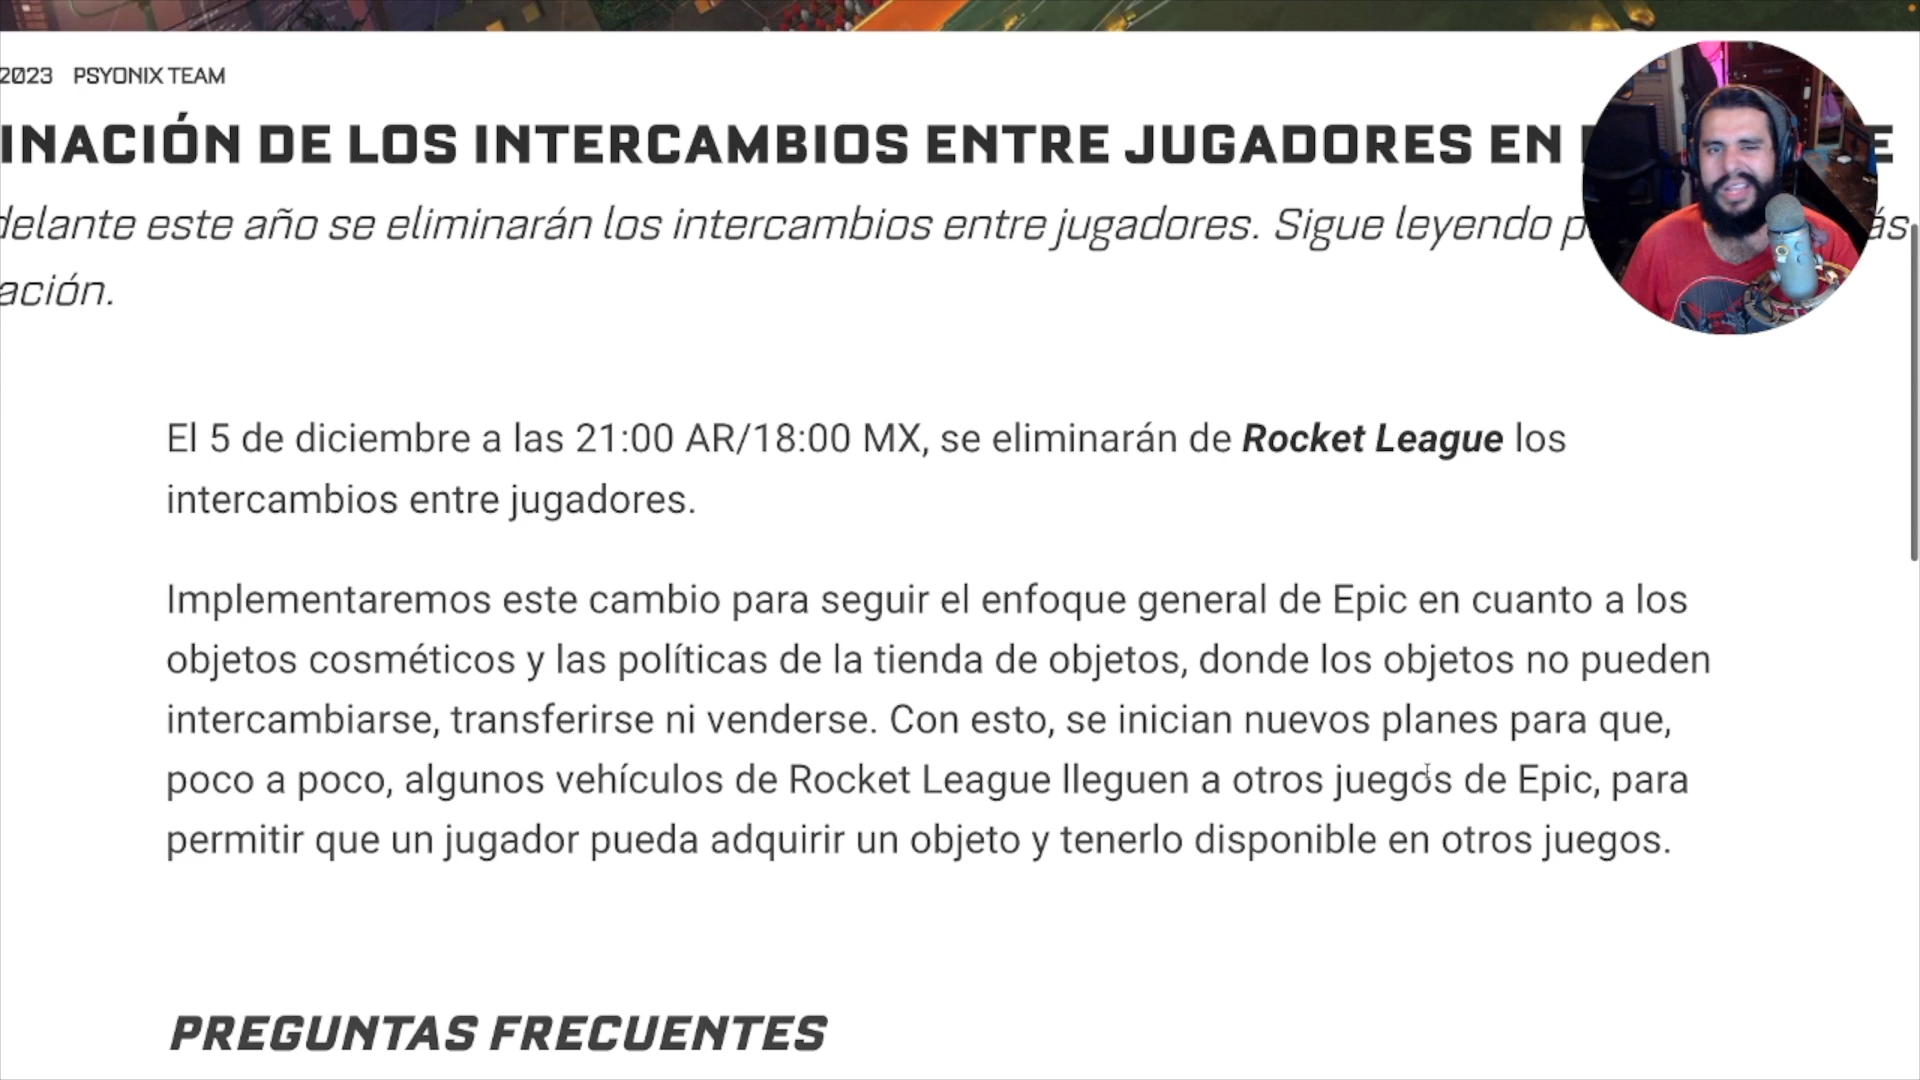 2023 PSYONIX TEAM
INACIÓN DE LOS INTERCAMBIOS ENTRE JUGADORES EN
delante este año se eliminarán los intercambios entre jugadores. Sigue leyendo
ación.
El 5 de diciembre a las 21:00 AR/18:00 MX, se eliminarán de Rocket League los
intercambios entre jugadores.
Implementaremos este cambio para seguir el enfoque general de Epic en cuanto a los
objetos cosméticos y las políticas de la tienda de objetos, donde los objetos no pueden
intercambiarse, transferirse ni venderse. Con esto, se inician nuevos planes para que,
poco a poco, algunos vehículos de Rocket League lleguen a otros juegos de Epic, para
permitir que un jugador pueda adquirir un objeto y tenerlo disponible en otros juegos.
PREGUNTAS FRECUENTES